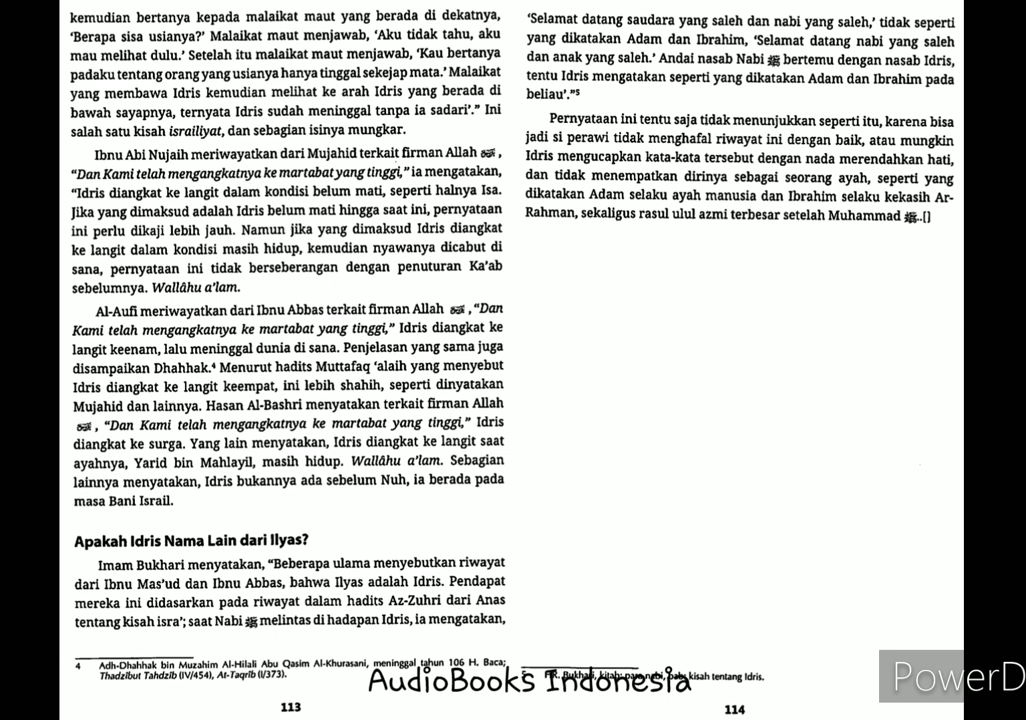 kemudian bertanya kepada malaikat maut yang berada di dekatnya,
‘Berapa sisa usianya?’ Malaikat maut menjawab, ‘Aku tidak tahu, aku
mau melihat dulu.’ Setelah itu malaikat maut menjawab, ‘Kau bertanya
padaku tentang orang yang usianya hanya tinggal sekejap mata.’ Malaikat
yang membawa Idris kemudian melihat ke arah Idris yang berada di
bawah sayapnya, ternyata Idris sudah meninggal tanpa ia sadari’.” Ini
salah satu kisah israiliyat, dan sebagian isinya mungkar.
Ibnu Abi Nujaih meriwayatkan dari Mujahid terkait firman Allah ,
“Dan Kami telah mengangkatnya ke martabat yang tinggi,” ia mengatakan,
“Idris diangkat ke langit dalam kondisi belum mati, seperti halnya Isa.
Jika yang dimaksud adalah Idris belum mati hingga saat ini, pernyataan
ini perlu dikaji lebih jauh. Namun jika yang dimaksud Idris diangkat
ke langit dalam kondisi masih hidup, kemudian nyawanya dicabut di
sana, pernyataan ini tidak berseberangan dengan penuturan Ka’ab
sebelumnya. Wallâhu a’lam.
Al-Aufi meriwayatkan dari Ibnu Abbas terkait firman Allah , “Dan
Kami telah mengangkatnya ke martabat yang tinggi,” Idris diangkat ke
langit keenam, lalu meninggal dunia di sana. Penjelasan yang sama juga
disampaikan Dhahhak.⁴ Menurut hadits Muttafaq ‘alaih yang menyebut
Idris diangkat ke langit keempat, ini lebih shahih, seperti dinyatakan
Mujahid dan lainnya. Hasan Al-Bashri menyatakan terkait firman Allah
, “Dan Kami telah mengangkatnya ke martabat yang tinggi,” Idris
diangkat ke surga. Yang lain menyatakan, Idris diangkat ke langit saat
ayahnya, Yarid bin Mahlayil, masih hidup. Wallâhu a’lam. Sebagian
lainnya menyatakan, Idris bukannya ada sebelum Nuh, ia berada pada
masa Bani Israil.
Apakah Idris Nama Lain dari Ilyas?
Imam Bukhari menyatakan, “Beberapa ulama menyebutkan riwayat
dari Ibnu Mas’ud dan Ibnu Abbas, bahwa Ilyas adalah Idris. Pendapat
mereka ini didasarkan pada riwayat dalam hadits Az-Zuhri dari Anas
tentang kisah isra’; saat Nabi ﷺ melintas di hadapan Idris, ia mengatakan,
4 Adh-Dhahhak bin Muzahim Al-Hilali Abu Qasim Al-Khurasani, meninggal tahun 106 H. Baca;
Thadzibut Tahdzib (IV/454), At-Taqrib (I/373).
113
‘Selamat datang saudara yang saleh dan nabi yang saleh,’ tidak seperti
yang dikatakan Adam dan Ibrahim, ‘Selamat datang nabi yang saleh
dan anak yang saleh.’ Andai nasab Nabi ﷺ bertemu dengan nasab Idris,
tentu Idris mengatakan seperti yang dikatakan Adam dan Ibrahim pada
beliau’.”⁵
Pernyataan ini tentu saja tidak menunjukkan seperti itu, karena bisa
jadi si perawi tidak menghafal riwayat ini dengan baik, atau mungkin
Idris mengucapkan kata-kata tersebut dengan nada merendahkan hati,
dan tidak menempatkan dirinya sebagai seorang ayah, seperti yang
dikatakan Adam selaku ayah manusia dan Ibrahim selaku kekasih Ar-
Rahman, sekaligus rasul ulul azmi terbesar setelah Muhammad ﷺ..[]
Bukhari, kisah tentang Idris.
114
AudioBooks Indonesia
PowerD